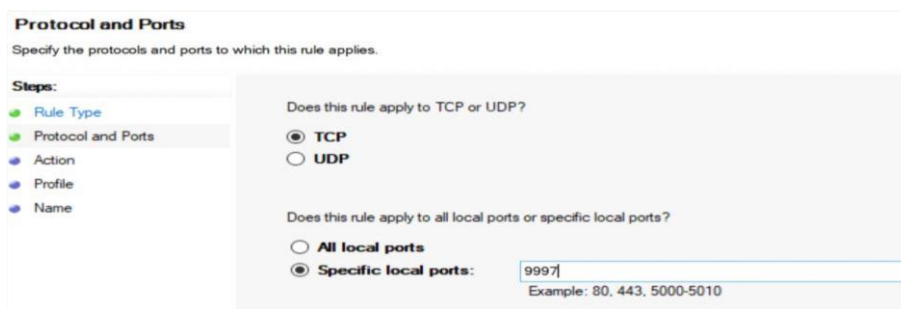 Protocol and Ports
Specify the protocols and ports to which this rule applies.
Steps:
Rule Type
Protocol and Ports
Action
Profile
Name
Does this rule apply to TCP or UDP?
TCP
UDP
Does this rule apply to all local ports or specific local ports?
All local ports
Specific local ports:
9997
Example: 80, 443, 5000-5010